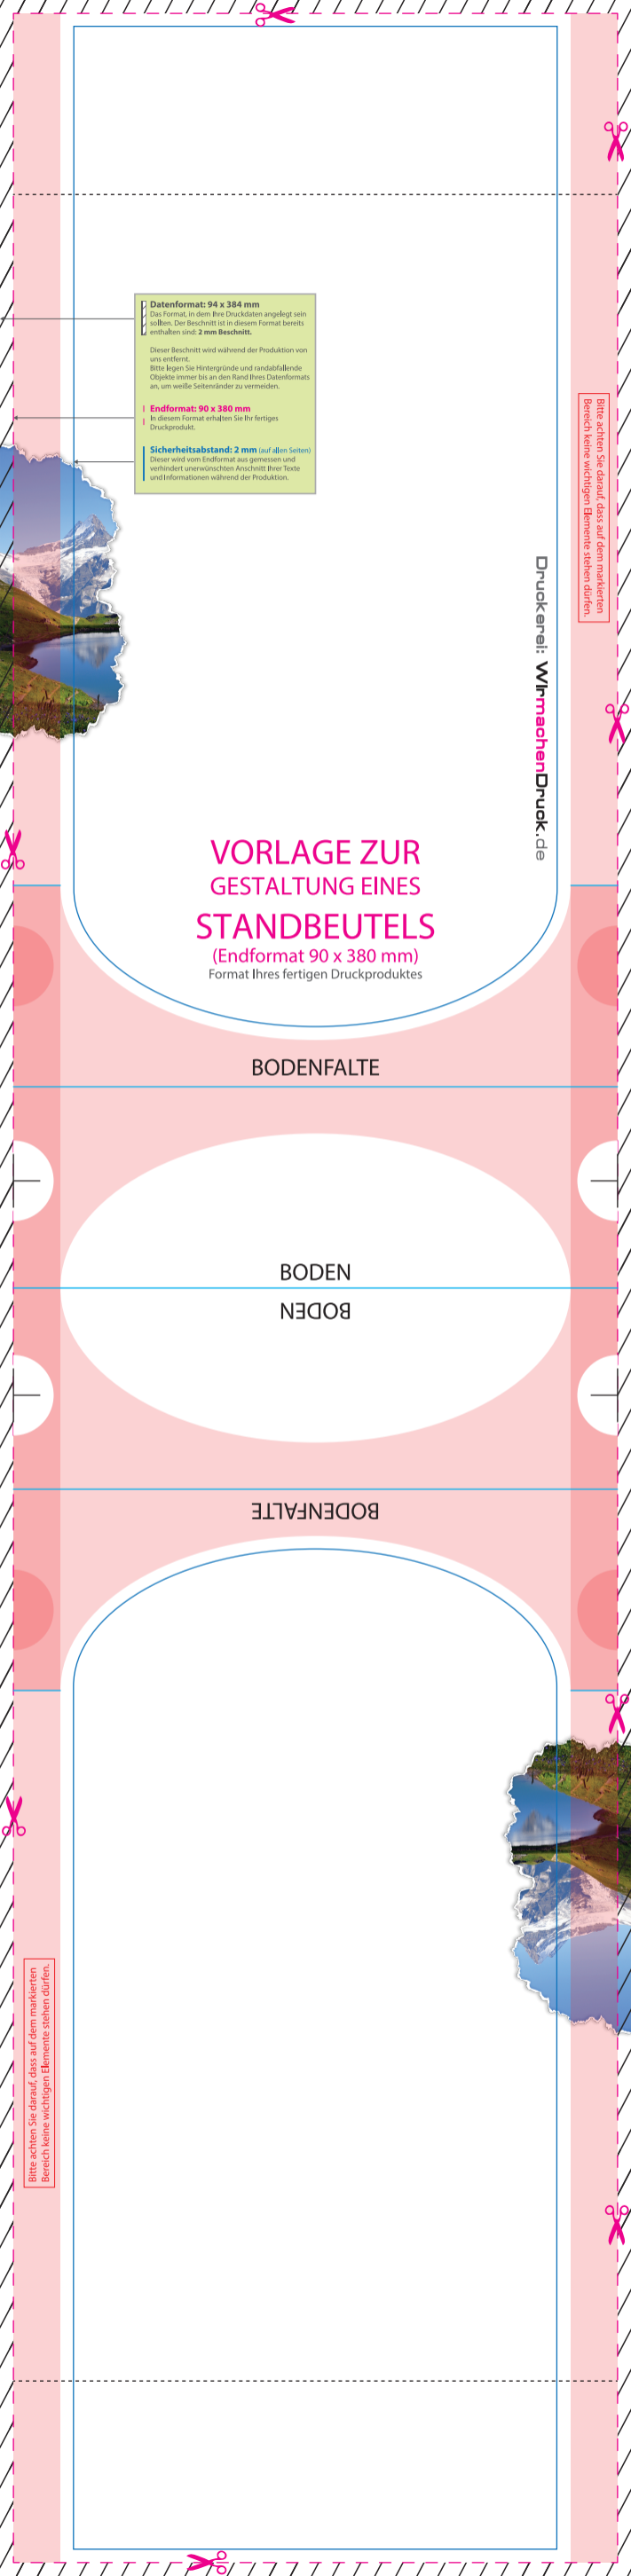 Datenformat: 94 x 384 mm
Das Format, in dem Ihre Druckdaten angelegt sein
sollten. Der Beschnitt ist in diesem Format bereits
enthalten sind: 2 mm Beschnitt.
Dieser Beschnitt wird während der Produktion von
uns entfernt.
Bitte legen Sie Hintergründe und randabfallende
Objekte immer bis an den Rand Ihres Datenformats
an, um weiße Seitenränder zu vermeiden.
Endformat: 90 x 380 mm
In diesem Format erhalten Sie Ihr fertiges
Druckprodukt.
Sicherheitsabstand: 2 mm (auf allen Seiten)
Dieser wird vom Endformat aus gemessen und
verhindert unerwünschten Anschnitt Ihrer Texte
und Informationen während der Produktion.
Bitte achten Sie darauf, dass auf dem markierten
Bereich keine wichtigen Elemente stehen dürfen.
Druckerei: WIrmachenDruck.de
VORLAGE ZUR
GESTALTUNG EINES
STANDBEUTELS
(Endformat 90 x 380 mm)
Format Ihres fertigen Druckproduktes
BODENFALTE
BODEN
BODEN
BODENFALTE
Bitte achten Sie darauf, dass auf dem markierten
Bereich keine wichtigen Elemente stehen dürfen.